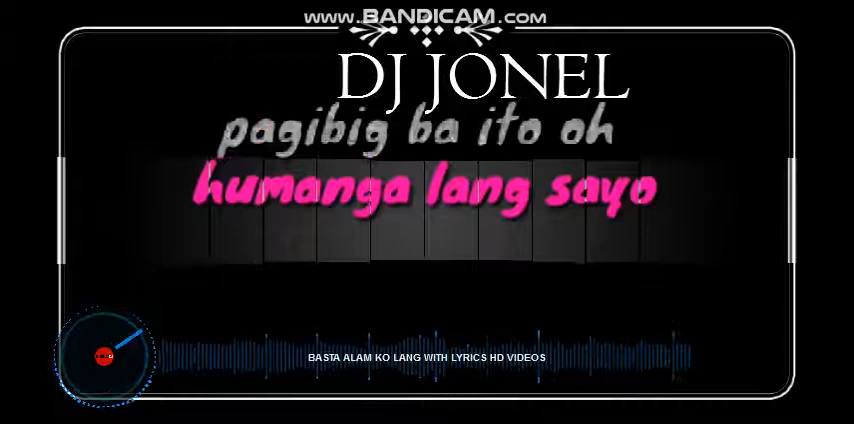 www.BANDICAM.com
DJ JONEL
pagibig ba ito oh
humanga lang sayo
BASTA ALAM KO LANG WITH LYRICS HD VIDEOS